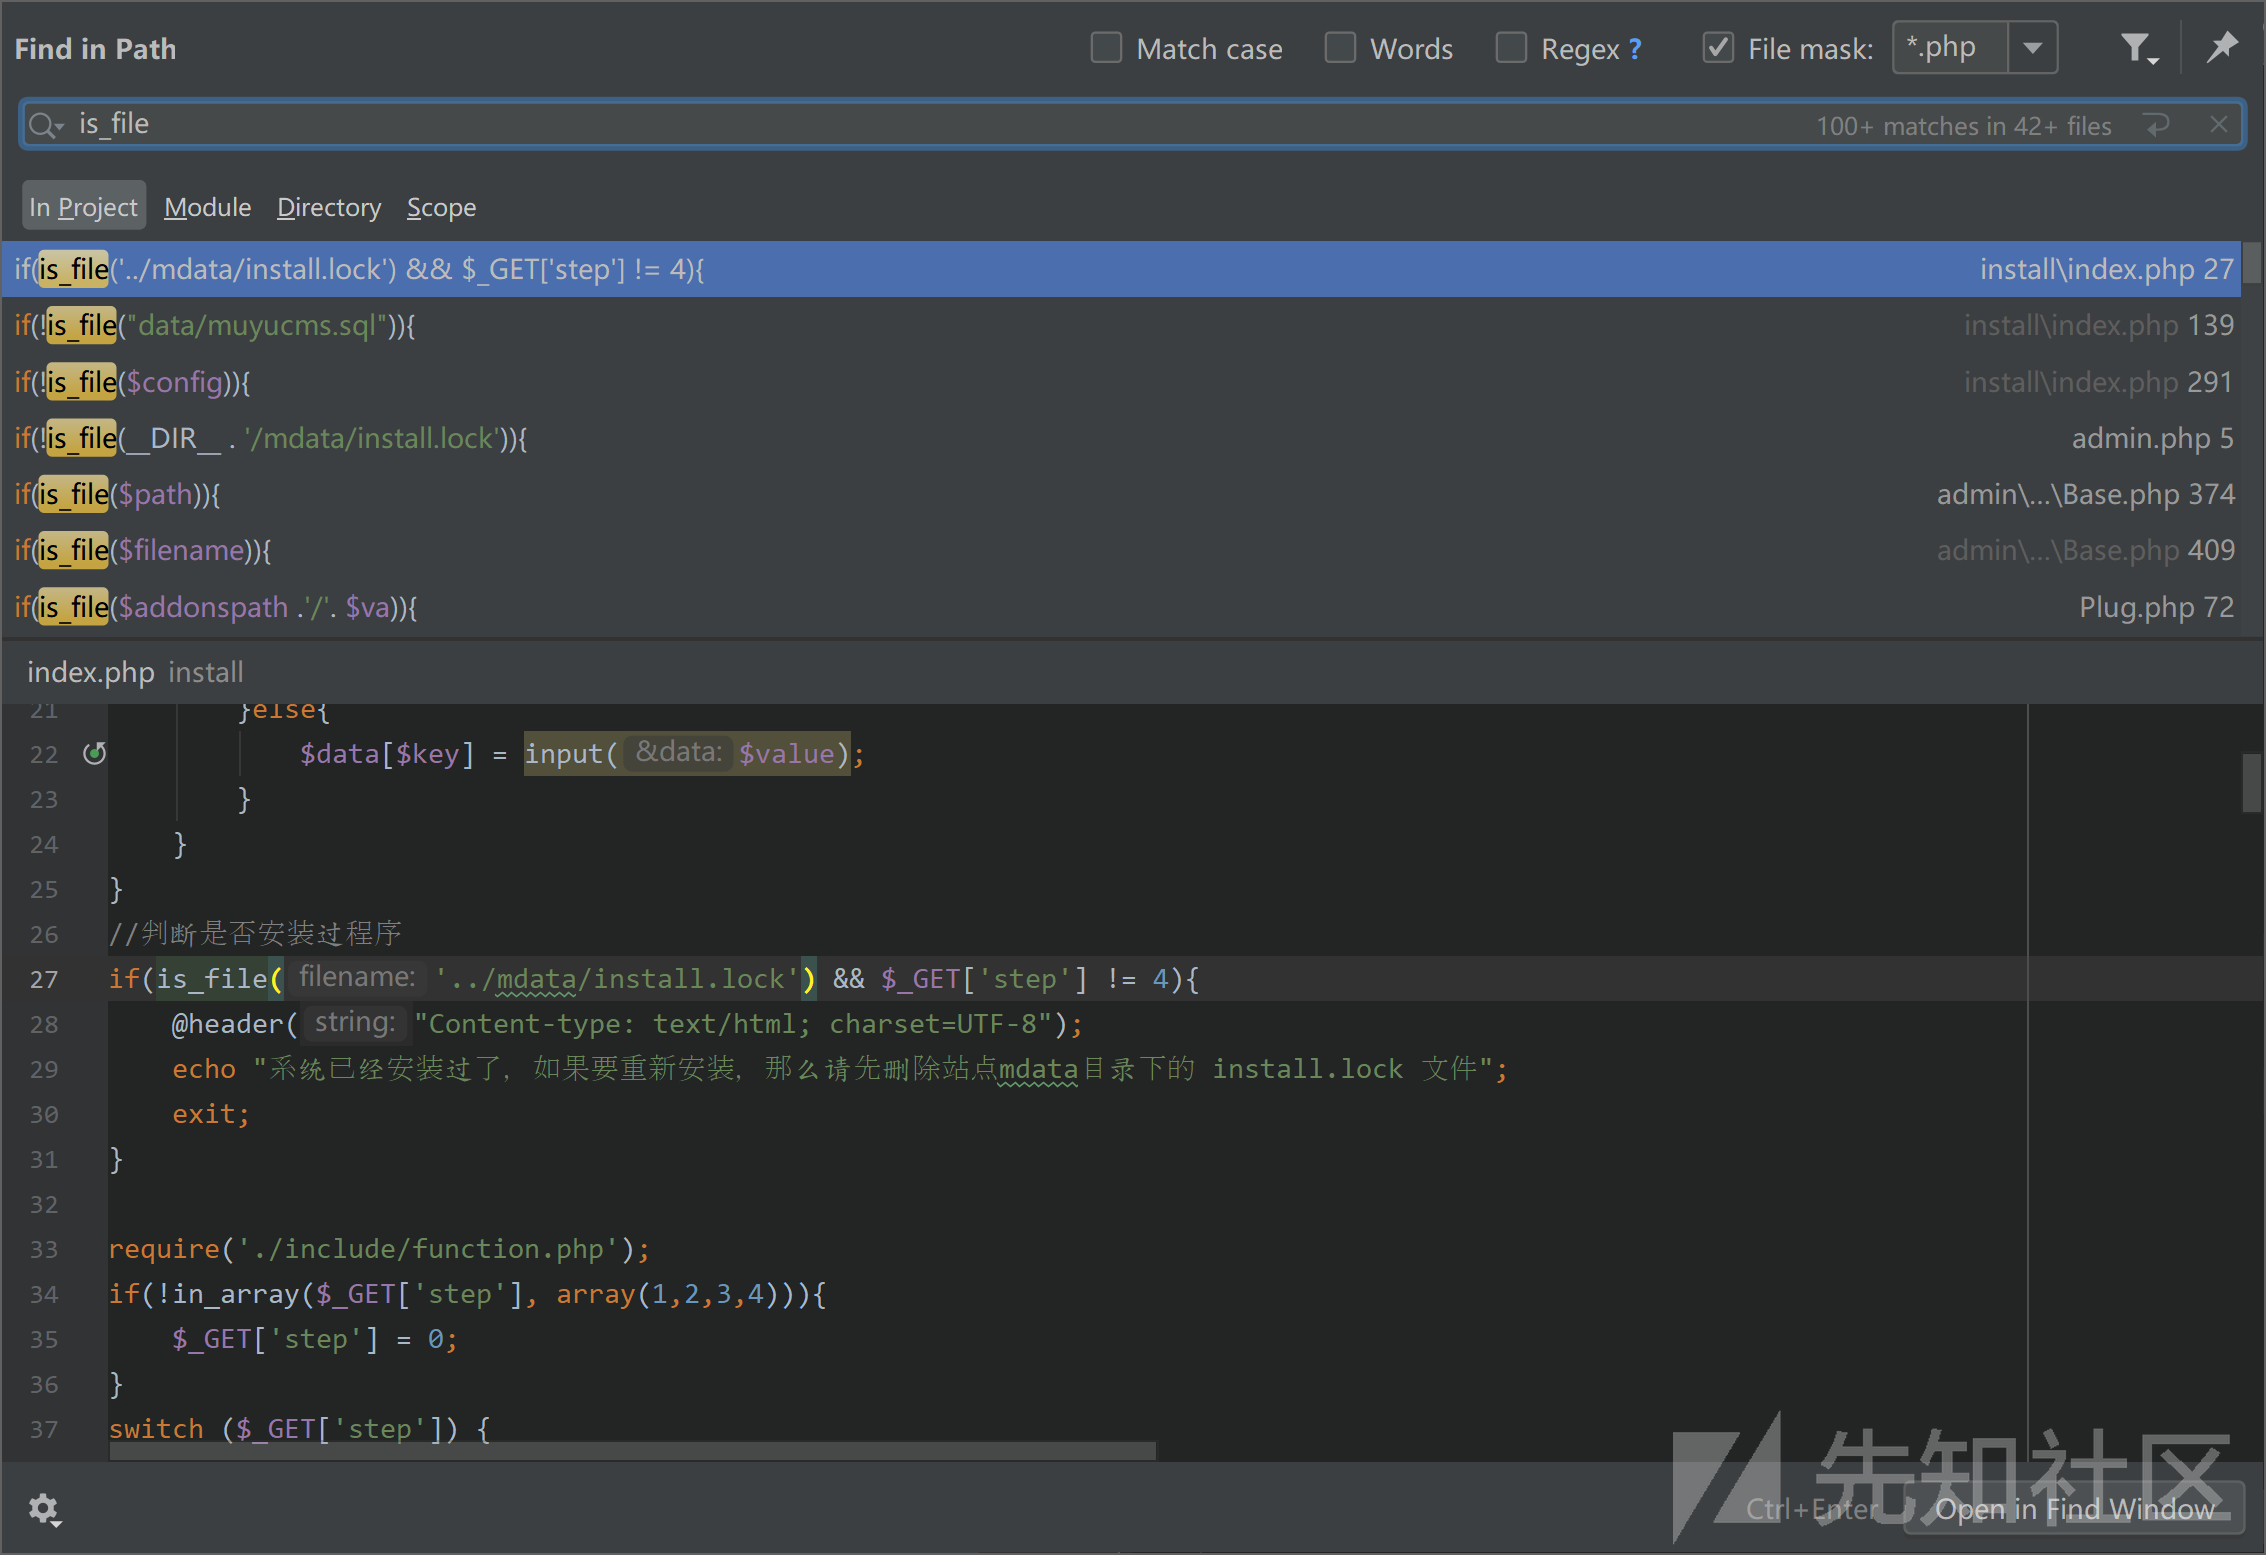 Find in Path
Match case
Words
Regex ?
File mask:
*.php
is_file
100+ matches in 42+ files
In Project
Module
Directory
Scope
if(is_file('../mdata/install.lock') && $_GET['step'] != 4){ install\index.php 27
if(!is_file("data/muyucms.sql")){ install\index.php 139
if(!is_file($config)){ install\index.php 291
if(!is_file(__DIR__ . '/mdata/install.lock')){ admin.php 5
if(is_file($path)){ admin\...\Base.php 374
if(is_file($filename)){ admin\...\Base.php 409
if(is_file($addonspath .'/'. $va)){ Plug.php 72
index.php install
21 }else{
22 $data[$key] = input( &data: $value);
23 }
24 }
25 }
26 //判断是否安装过程序
27 if(is_file( filename: '../mdata/install.lock') && $_GET['step'] != 4){
28 @header( string: "Content-type: text/html; charset=UTF-8");
29 echo "系统已经安装过了，如果要重新安装，那么请先删除站点mdata目录下的 install.lock 文件";
30 exit;
31 }
32
33 require('./include/function.php');
34 if(!in_array($_GET['step'], array(1,2,3,4))){
35 $_GET['step'] = 0;
36 }
37 switch ($_GET['step']) {
先知社区
Ctrl+Enter
Open in Find Window